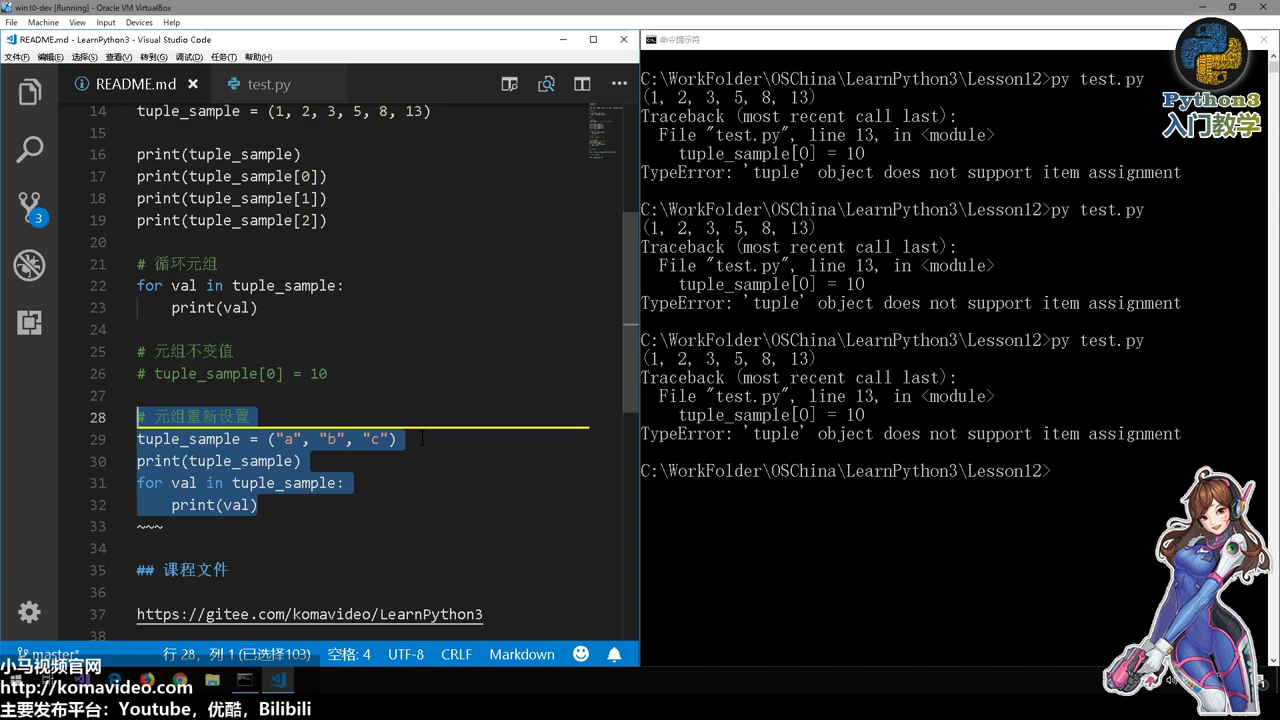 win10-dev [Running] - Oracle VM VirtualBox
File Machine View Input Devices Help
README.md - LearnPython3 - Visual Studio Code
文件(F) 编辑(E) 选择(S) 查看(V) 转到(G) 调试(D) 任务(T) 帮助(H)
README.md test.py
14 tuple_sample = (1, 2, 3, 5, 8, 13)
15
16 print(tuple_sample)
17 print(tuple_sample[0])
18 print(tuple_sample[1])
19 print(tuple_sample[2])
20
21 # 循环元组
22 for val in tuple_sample:
23 print(val)
24
25 # 元组不变值
26 # tuple_sample[0] = 10
27
28 # 元组重新设置
29 tuple_sample = ("a", "b", "c")
30 print(tuple_sample)
31 for val in tuple_sample:
32 print(val)
33 ~~~
34
35 ## 课程文件
36
37 https://gitee.com/komavideo/LearnPython3
38
3
master* 行 28, 列 1 (已选择103) 空格: 4 UTF-8 CRLF Markdown
命令提示符
C:\WorkFolder\OSChina\LearnPython3\Lesson12>py test.py
(1, 2, 3, 5, 8, 13)
Traceback (most recent call last):
File "test.py", line 13, in <module>
tuple_sample[0] = 10
TypeError: 'tuple' object does not support item assignment
C:\WorkFolder\OSChina\LearnPython3\Lesson12>py test.py
(1, 2, 3, 5, 8, 13)
Traceback (most recent call last):
File "test.py", line 13, in <module>
tuple_sample[0] = 10
TypeError: 'tuple' object does not support item assignment
C:\WorkFolder\OSChina\LearnPython3\Lesson12>py test.py
(1, 2, 3, 5, 8, 13)
Traceback (most recent call last):
File "test.py", line 13, in <module>
tuple_sample[0] = 10
TypeError: 'tuple' object does not support item assignment
C:\WorkFolder\OSChina\LearnPython3\Lesson12>
Python3
入门教学
小马视频官网
http://komavideo.com
主要发布平台: Youtube, 优酷, Bilibili